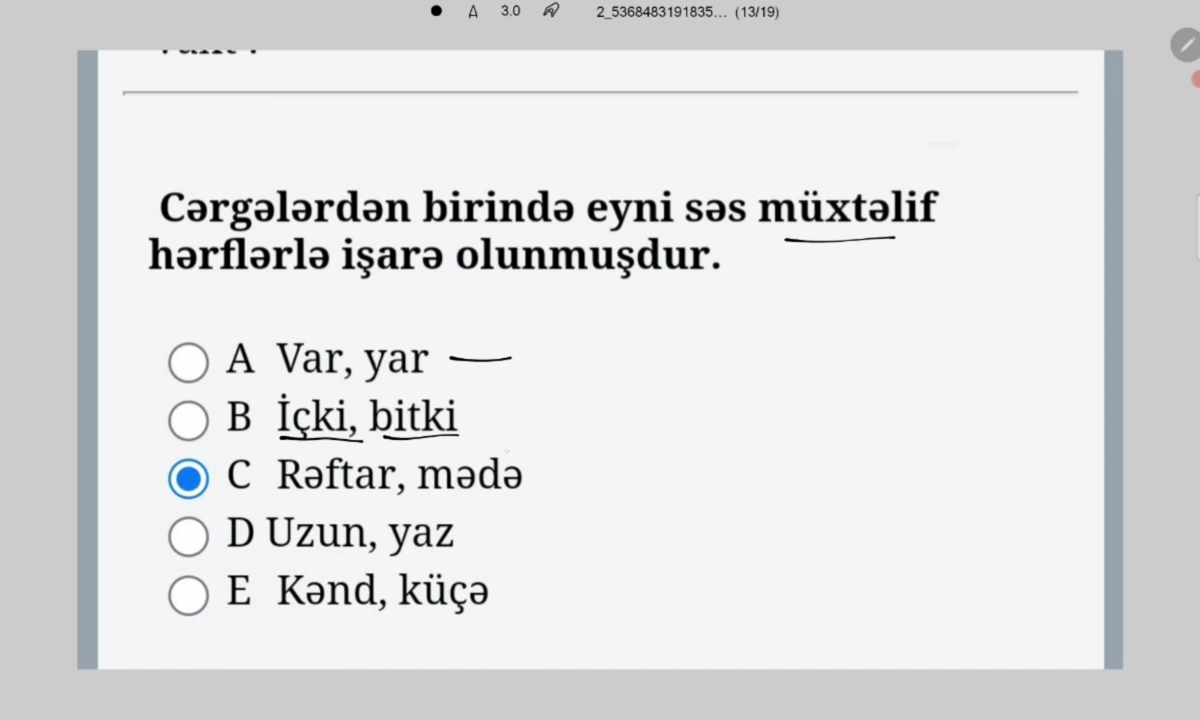 3.0 2_5368483191835... (13/19)
Cərgələrdən birində eyni səs müxtəlif
hərflərlə işarə olunmuşdur.
A Var, yar
B İçki, bitki
C Rəftar, mədə
D Uzun, yaz
E Kənd, küçə